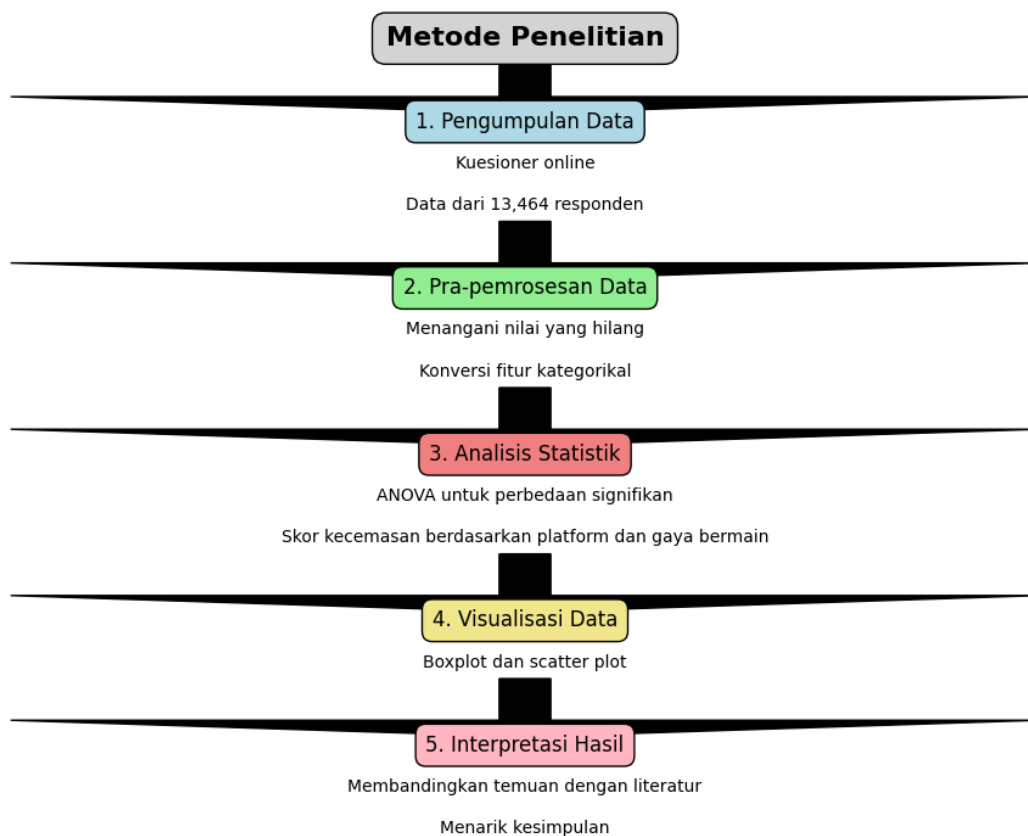 Metode Penelitian
1. Pengumpulan Data
Kuesioner online
Data dari 13,464 responden
2. Pra-pemrosesan Data
Menangani nilai yang hilang
Konversi fitur kategorikal
3. Analisis Statistik
ANOVA untuk perbedaan signifikan
Skor kecemasan berdasarkan platform dan gaya bermain
4. Visualisasi Data
Boxplot dan scatter plot
5. Interpretasi Hasil
Membandingkan temuan dengan literatur
Menarik kesimpulan